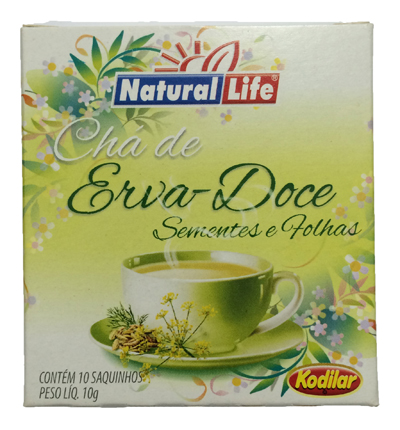 Natural Life®
Chá de
Erva-Doce
Sementes e Folhas
CONTÉM 10 SAQUINHOS
PESO LÍQ. 10g
Kodilar